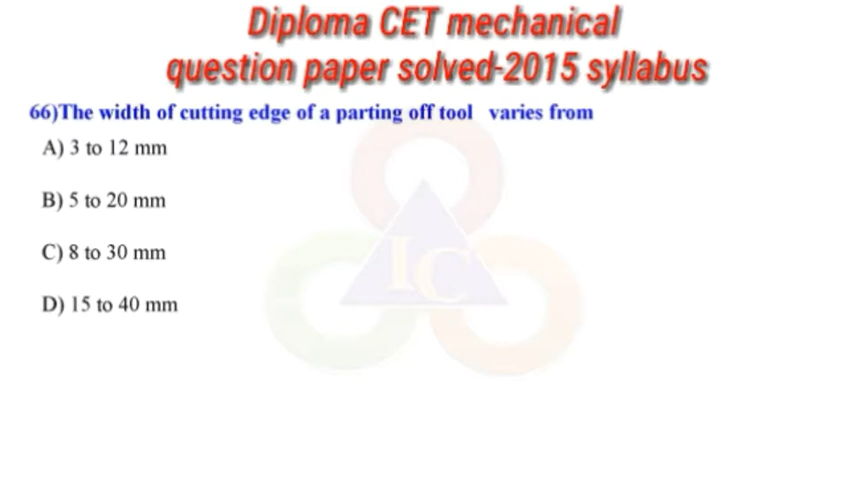 Diploma CET mechanical
question paper solved-2015 syllabus
66)The width of cutting edge of a parting off tool varies from
A) 3 to 12 mm
B) 5 to 20 mm
C) 8 to 30 mm
D) 15 to 40 mm
IC